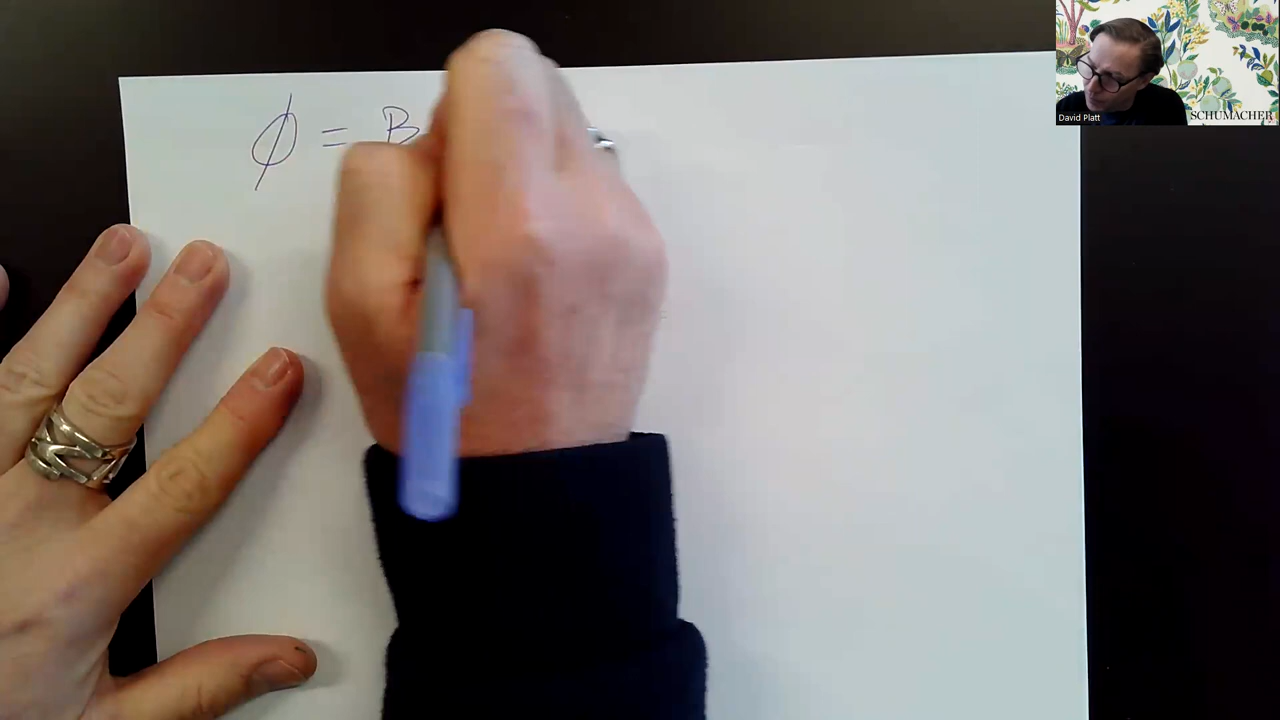 ϕ = B
David Platt
SCHUMACHER